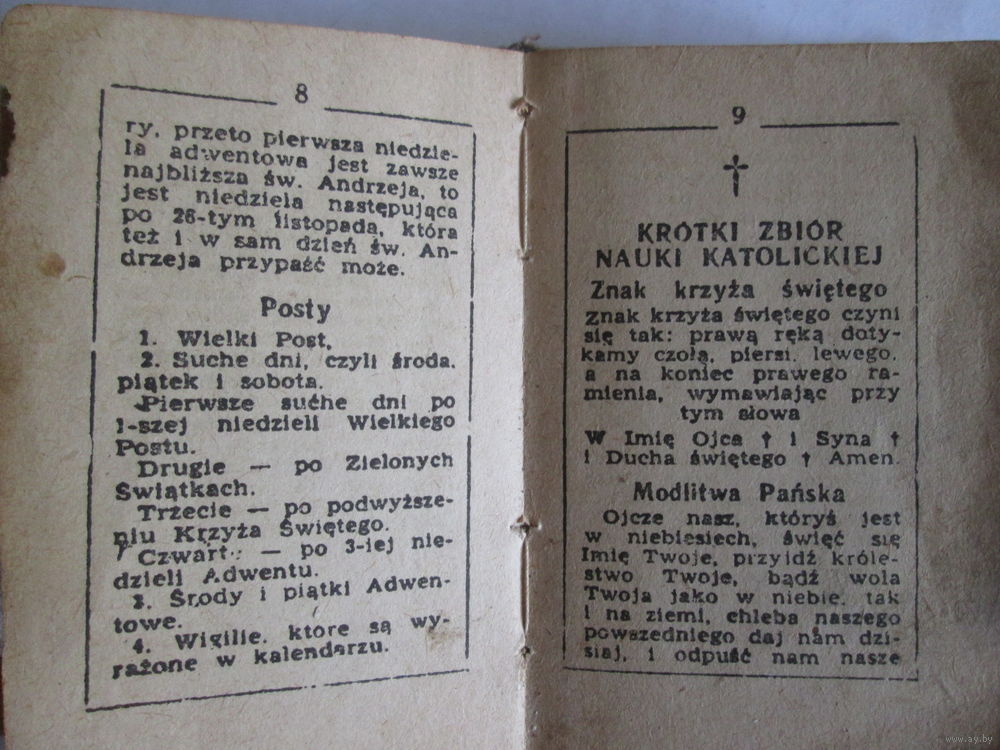 8
ry, przeto pierwsza niedzie-
la adwentowa jest zawsze
najbliższa św. Andrzeja, to
jest niedziela następująca
po 26-tym listopada, która
też i w sam dzień św. An-
drzeja przypaść może.
Posty
1. Wielki Post,
2. Suche dni, czyli środa,
piątek i sobota.
Pierwsze suche dni po
1-szej niedzieli Wielkiego
Postu.
Drugie — po Zielonych
Świątkach.
Trzecie — po podwyższe-
niu Krzyża Świętego.
Czwarte — po 3-iej nie-
dzieli Adwentu.
3. Środy i piątki Adwen-
towe.
4. Wigilie, które są wy-
rażone w kalendarzu.
9
†
KRÓTKI ZBIÓR
NAUKI KATOLICKIEJ
Znak krzyża świętego
Znak krzyża świętego czyni
się tak: prawą ręką doty-
kamy czoła, piersi, lewego,
a na koniec prawego ra-
mienia, wymawiając przy
tym słowa
W Imię Ojca † i Syna †
i Ducha świętego † Amen.
Modlitwa Pańska
Ojcze nasz, któryś jest
w niebiesiech, święć się
Imię Twoje, przyjdź króle-
stwo Twoje, bądź wola
Twoja jako w niebie, tak
i na ziemi, chleba naszego
powszedniego daj nam dzi-
siaj, i odpuść nam nasze
www.ay.by